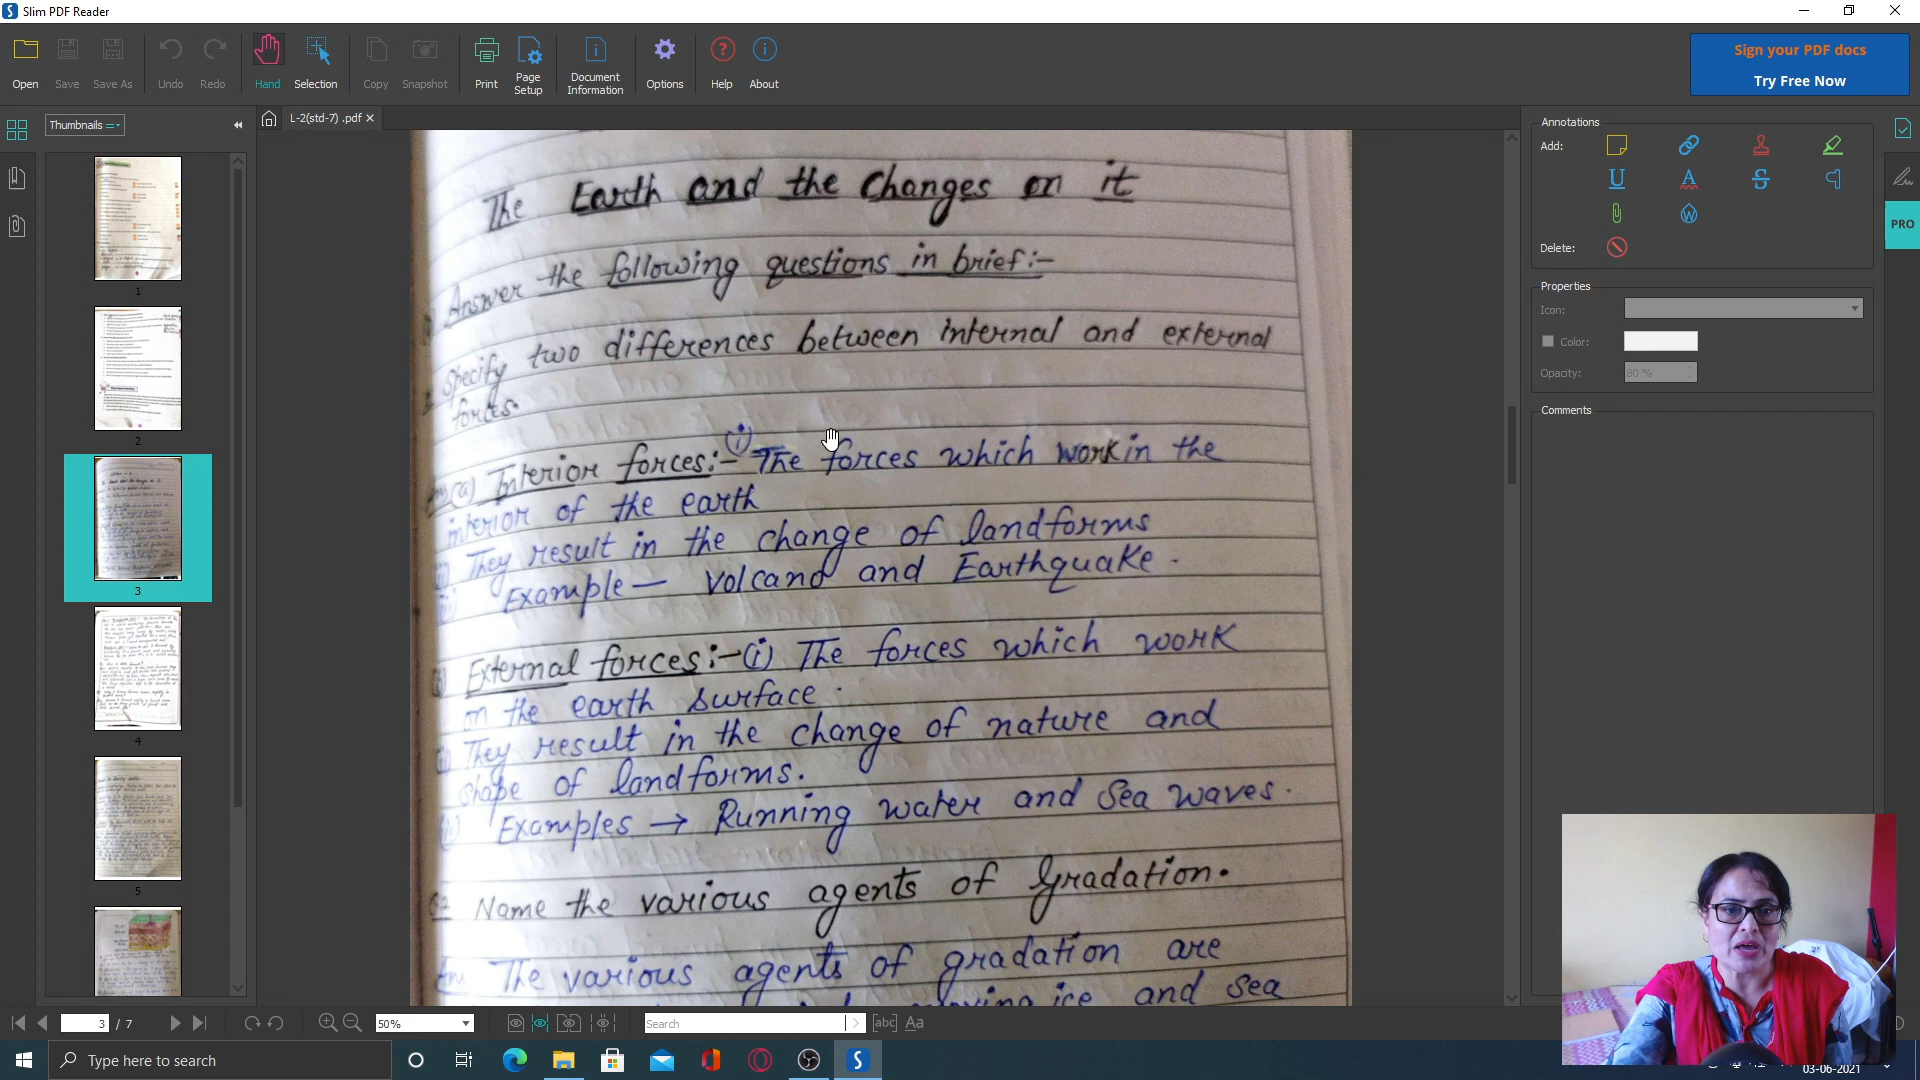 Slim PDF Reader
Open
Save
Save As
Undo
Redo
Hand
Selection
Copy
Snapshot
Print
Page Setup
Document Information
Options
Help
About
Sign your PDF docs
Try Free Now
Thumbnails
L-2(std-7) .pdf
The Earth and the Changes on it
Answer the following questions in brief:-
Specify two differences between internal and external
forces.
(a) Interior forces:- (i) The forces which work in the
interior of the earth
They result in the change of landforms
Example — Volcano and Earthquake.
External forces:- (i) The forces which work
on the earth surface.
They result in the change of nature and
shape of landforms.
Examples → Running water and Sea waves.
Name the various agents of Gradation.
The various agents of gradation are
moving ice and sea
1
2
3
4
5
Annotations
Add:
Delete:
PRO
Properties
Icon:
Color:
Opacity:
80 %
Comments
3 / 7
50%
Search
Type here to search
03-06-2021